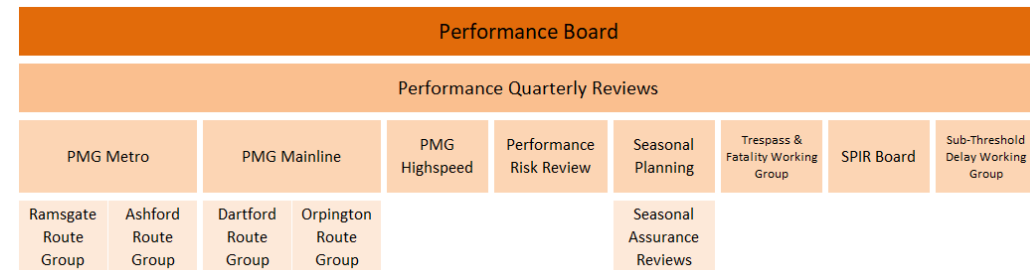 Performance Board
Performance Quarterly Reviews
PMG Metro
PMG Mainline
PMG
Highspeed
Performance
Risk Review
Seasonal
Planning
Trespass &
Fatality Working
Group
SPIR Board
Sub-Threshold
Delay Working
Group
Ramsgate
Route
Group
Ashford
Route
Group
Dartford
Route
Group
Orpington
Route
Group
Seasonal
Assurance
Reviews